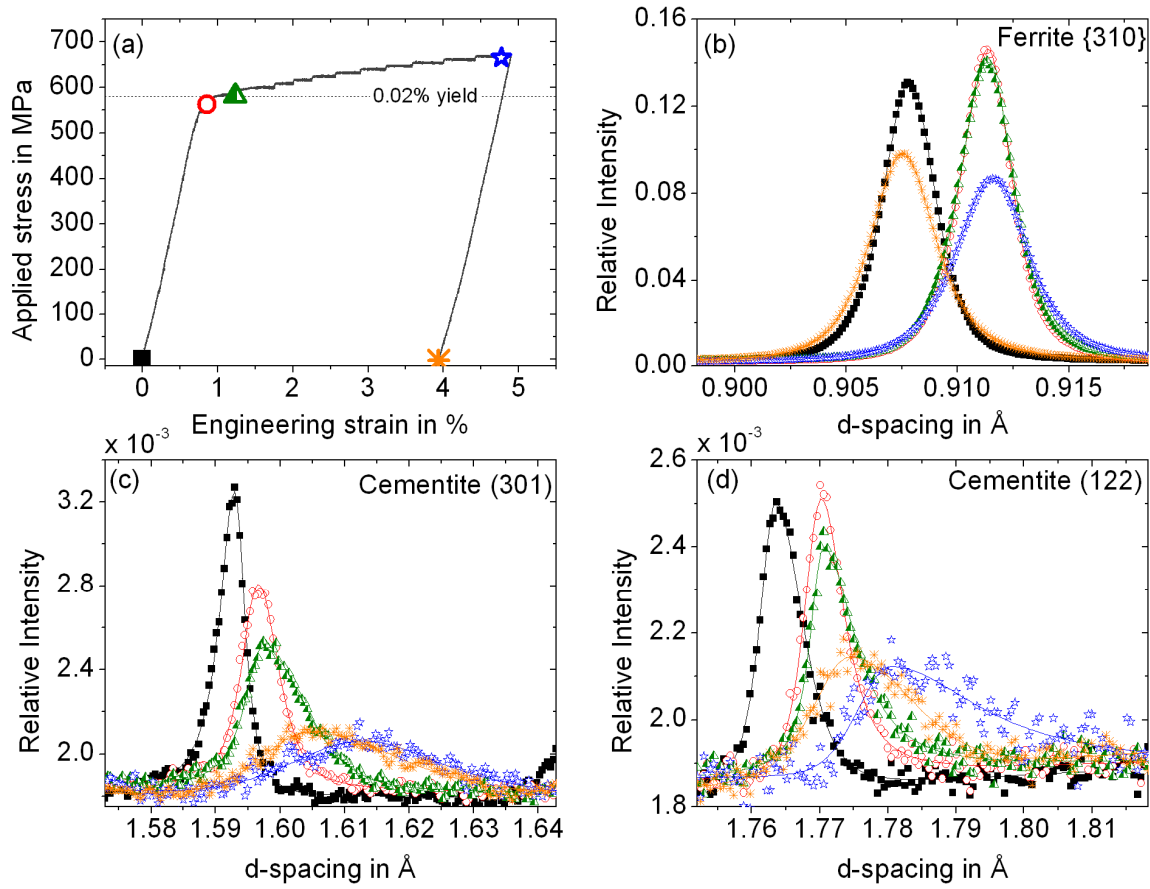 (a)
700
600
500
400
300
200
100
0
0.02% yield
0 1 2 3 4 5
Applied stress in MPa
Engineering strain in %
(b)
Ferrite {310}
0.16
0.12
0.08
0.04
0.00
0.900 0.905 0.910 0.915
Relative Intensity
d-spacing in Å
x 10⁻³
(c)
Cementite (301)
3.2
2.8
2.4
2.0
1.58 1.59 1.60 1.61 1.62 1.63 1.64
Relative Intensity
d-spacing in Å
x 10⁻³
(d)
Cementite (122)
2.6
2.4
2.2
2.0
1.8
1.76 1.77 1.78 1.79 1.80 1.81
Relative Intensity
d-spacing in Å